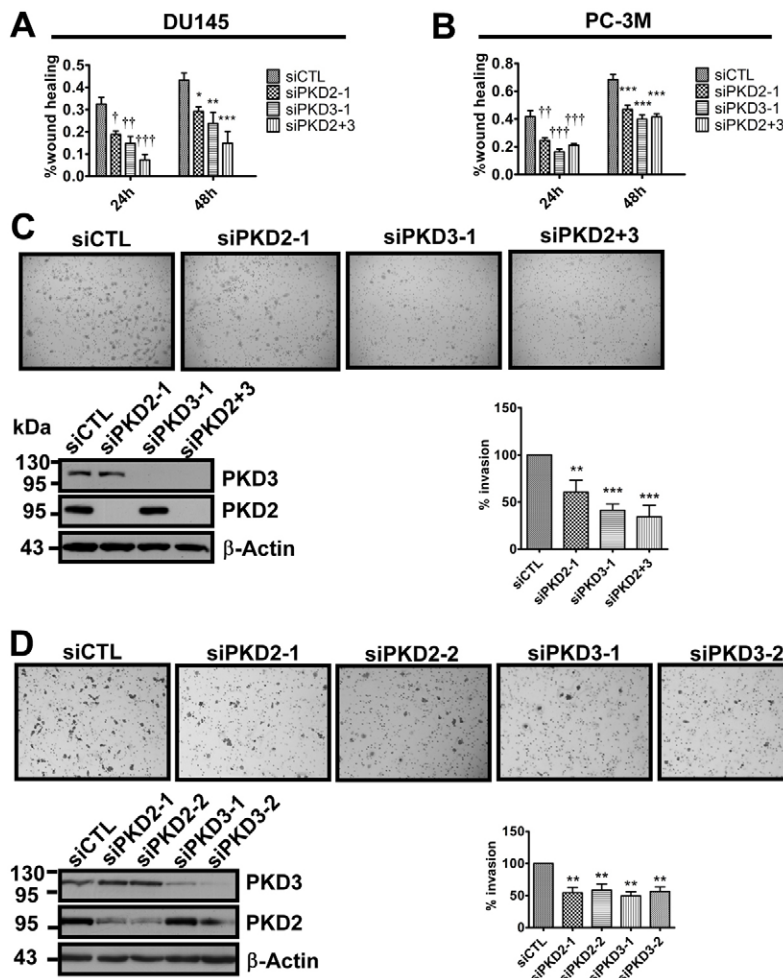 A
DU145
%wound healing
0.5
0.4
0.3
0.2
0.1
0.0
† †† †††
* ** ***
24h 48h
siCTL
siPKD2-1
siPKD3-1
siPKD2+3
B
PC-3M
%wound healing
0.8
0.6
0.4
0.2
0.0
†† ††† †††
*** *** ***
24h 48h
siCTL
siPKD2-1
siPKD3-1
siPKD2+3
C
siCTL siPKD2-1 siPKD3-1 siPKD2+3
kDa
siCTL siPKD2-1 siPKD3-1 siPKD2+3
130
95 PKD3
95 PKD2
43 β-Actin
% invasion
150
100
50
0
** *** ***
siCTL siPKD2-1 siPKD3-1 siPKD2+3
D
siCTL siPKD2-1 siPKD2-2 siPKD3-1 siPKD3-2
siCTL siPKD2-1 siPKD2-2 siPKD3-1 siPKD3-2
130
95 PKD3
95 PKD2
43 β-Actin
% invasion
150
100
50
0
** ** ** **
siCTL siPKD2-1 siPKD2-2 siPKD3-1 siPKD3-2